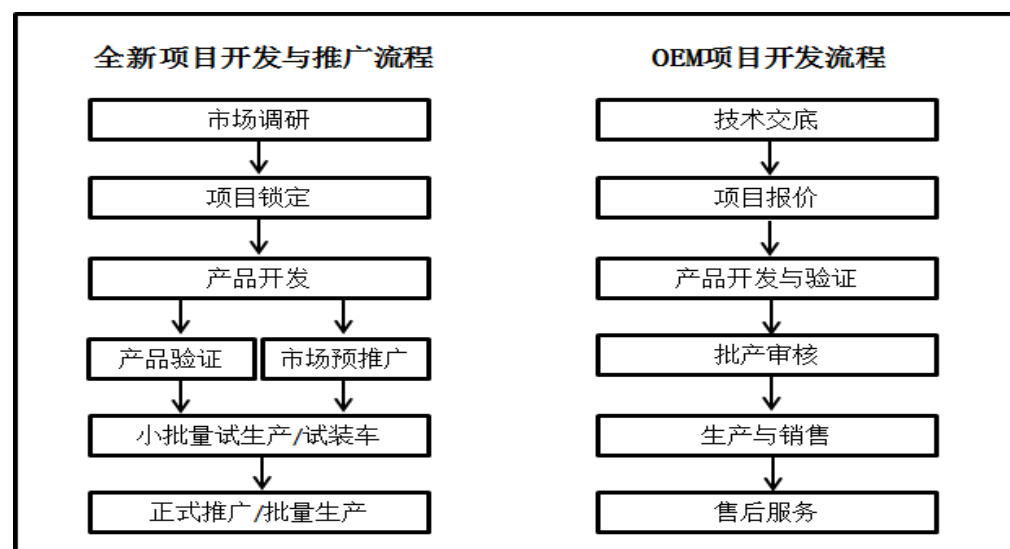 全新项目开发与推广流程
市场调研
项目锁定
产品开发
产品验证
市场预推广
小批量试生产/试装车
正式推广/批量生产
OEM项目开发流程
技术交底
项目报价
产品开发与验证
批产审核
生产与销售
售后服务